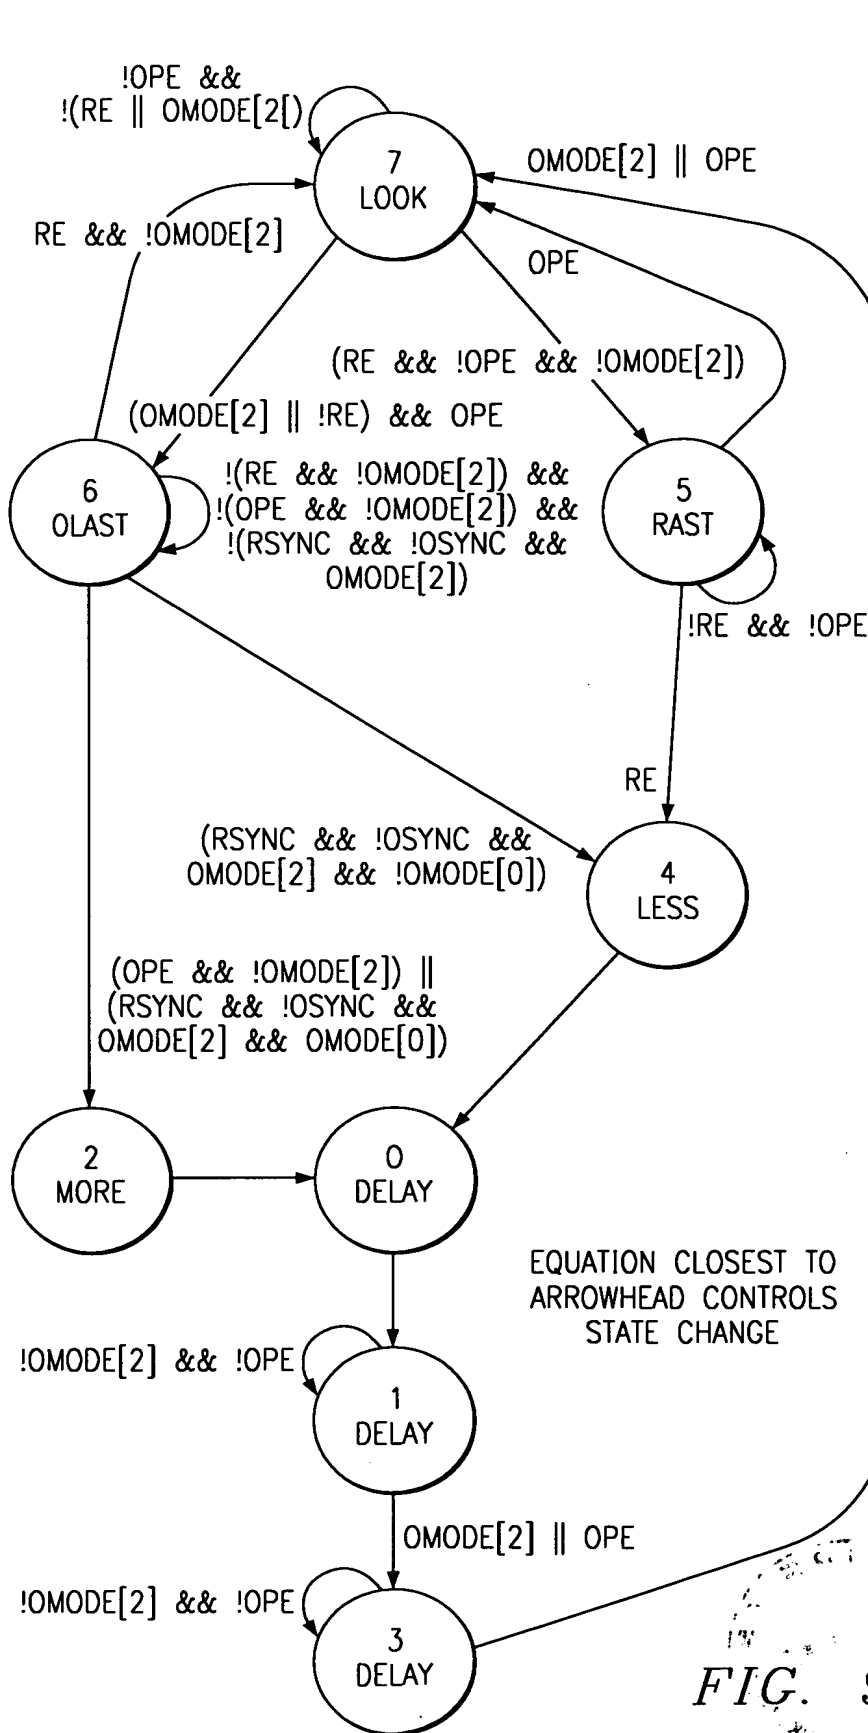 !OPE &&
!(RE || OMODE[2[)
7
LOOK
OMODE[2] || OPE
RE && !OMODE[2]
OPE
(RE && !OPE && !OMODE[2])
(OMODE[2] || !RE) && OPE
6
OLAST
!(RE && !OMODE[2]) &&
!(OPE && !OMODE[2]) &&
!(RSYNC && !OSYNC &&
OMODE[2])
5
RAST
!RE && !OPE
RE
(RSYNC && !OSYNC &&
OMODE[2] && !OMODE[0])
4
LESS
(OPE && !OMODE[2]) ||
(RSYNC && !OSYNC &&
OMODE[2] && OMODE[0])
2
MORE
0
DELAY
EQUATION CLOSEST TO
ARROWHEAD CONTROLS
STATE CHANGE
!OMODE[2] && !OPE
1
DELAY
OMODE[2] || OPE
!OMODE[2] && !OPE
3
DELAY
FIG.